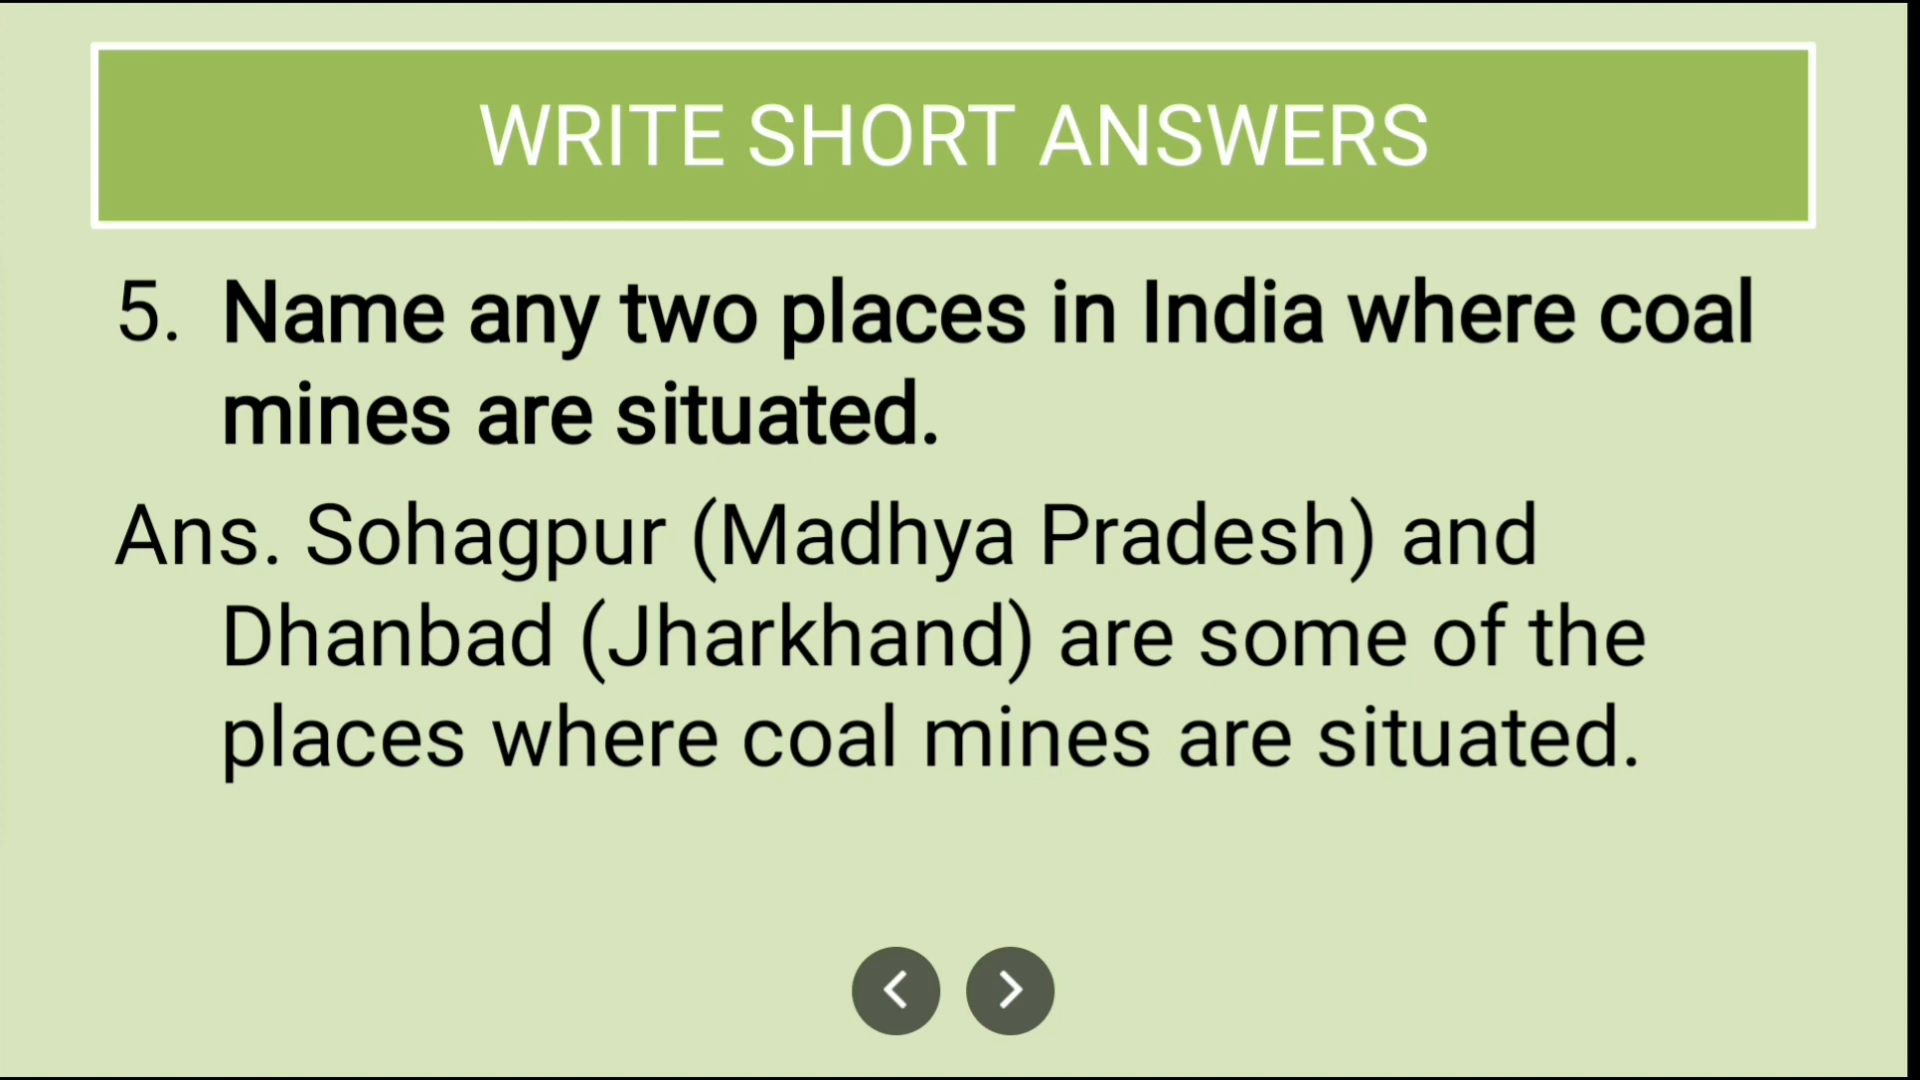 WRITE SHORT ANSWERS
5. Name any two places in India where coal
mines are situated.
Ans. Sohagpur (Madhya Pradesh) and
Dhanbad (Jharkhand) are some of the
places where coal mines are situated.